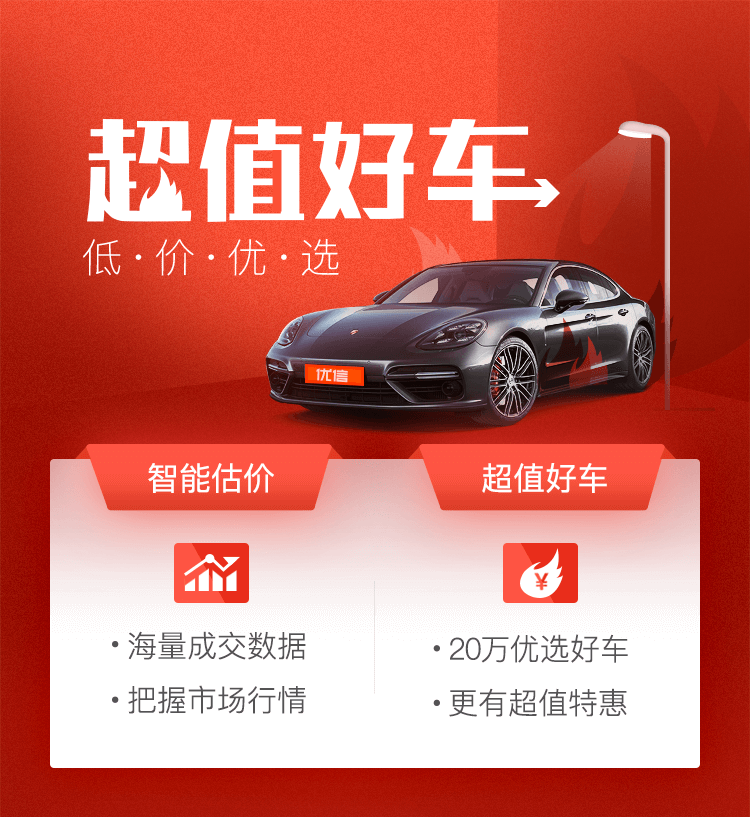 超值好车
低·价·优·选
优信
智能估价
超值好车
·海量成交数据
·把握市场行情
¥
·20万优选好车
·更有超值特惠